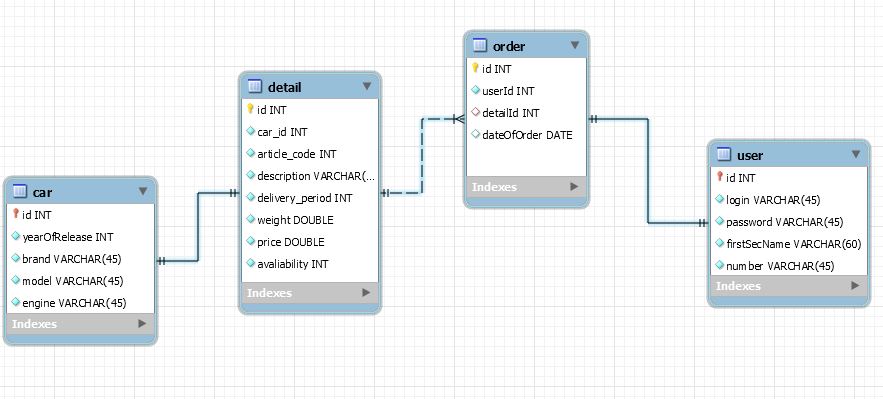 car
id INT
yearOfRelease INT
brand VARCHAR(45)
model VARCHAR(45)
engine VARCHAR(45)
Indexes
detail
id INT
car_id INT
article_code INT
description VARCHAR(...
delivery_period INT
weight DOUBLE
price DOUBLE
avaliability INT
Indexes
order
id INT
userId INT
detailId INT
dateOfOrder DATE
Indexes
user
id INT
login VARCHAR(45)
password VARCHAR(45)
firstSecName VARCHAR(60)
number VARCHAR(45)
Indexes